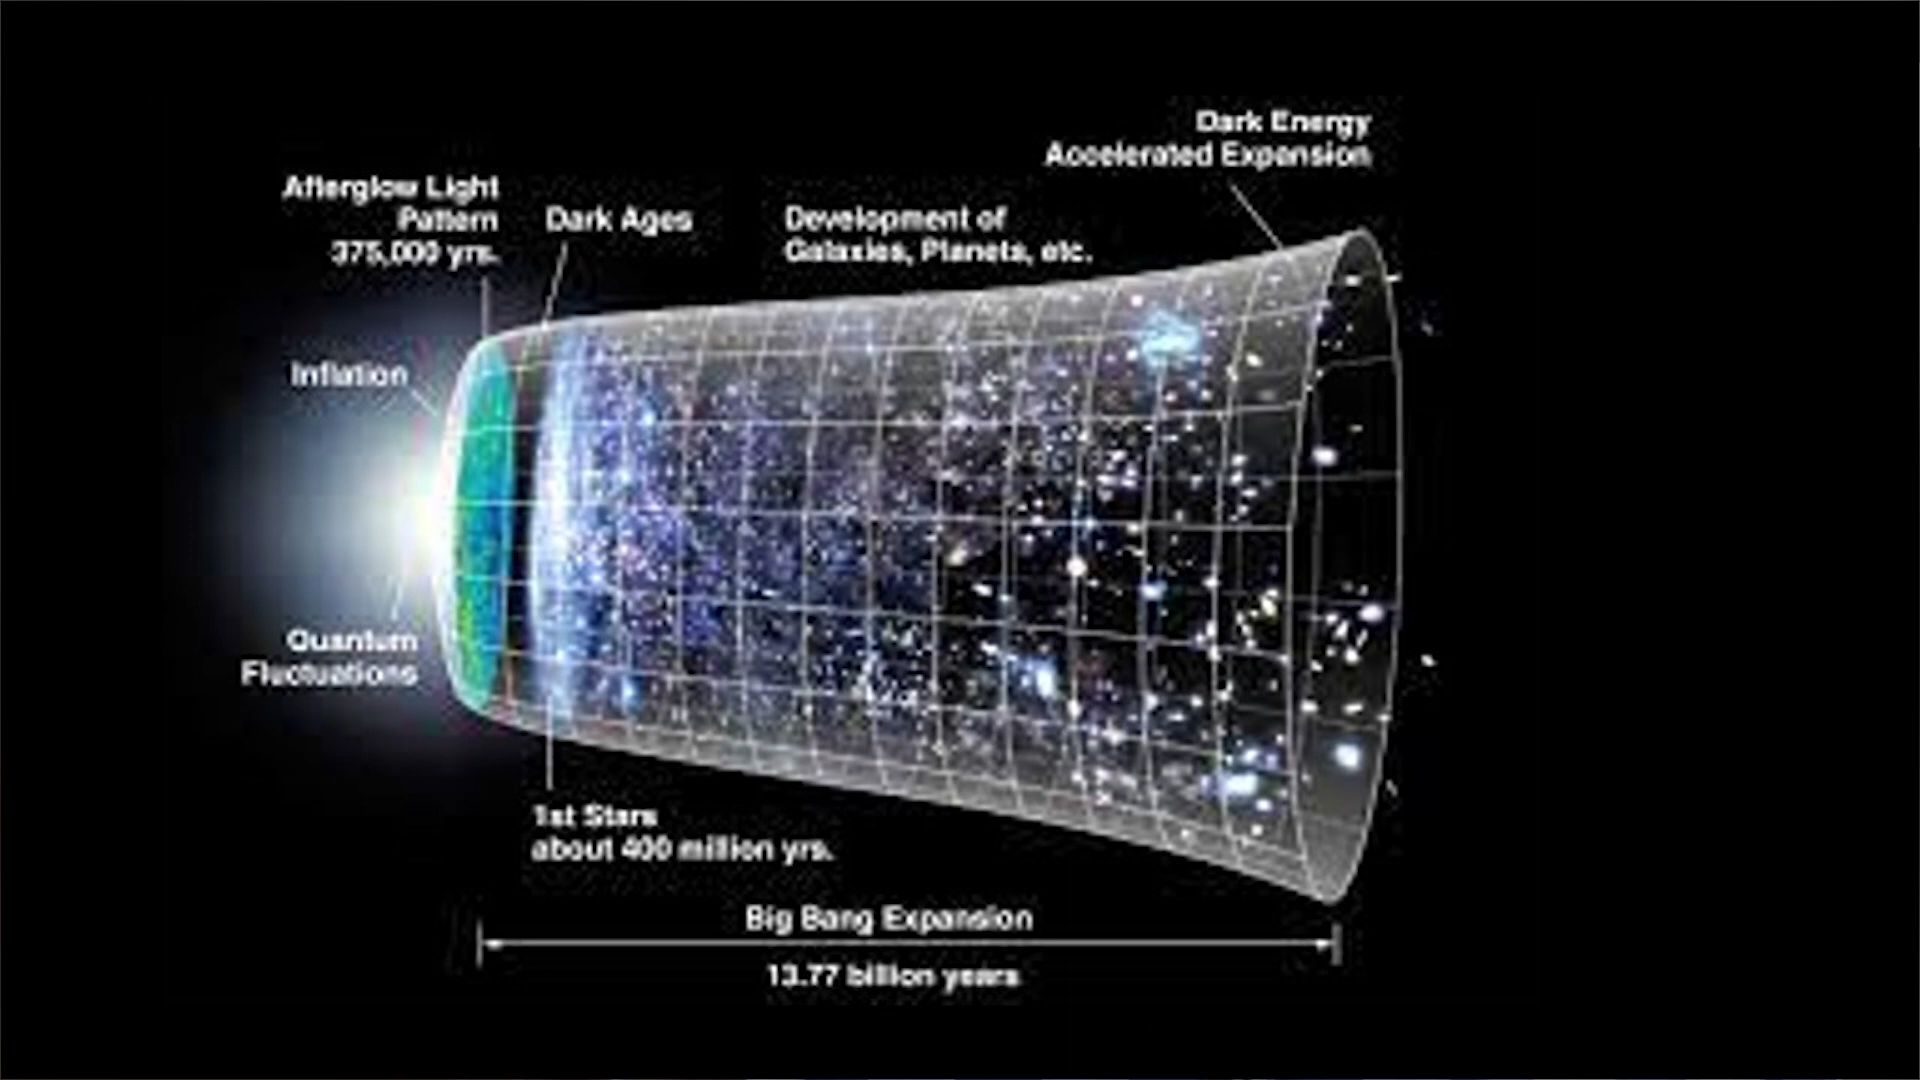 Dark Energy
Accelerated Expansion
Afterglow Light
Pattern
375,000 yrs.
Dark Ages
Development of
Galaxies, Planets, etc.
Inflation
Quantum
Fluctuations
1st Stars
about 400 million yrs.
Big Bang Expansion
13.77 billion years